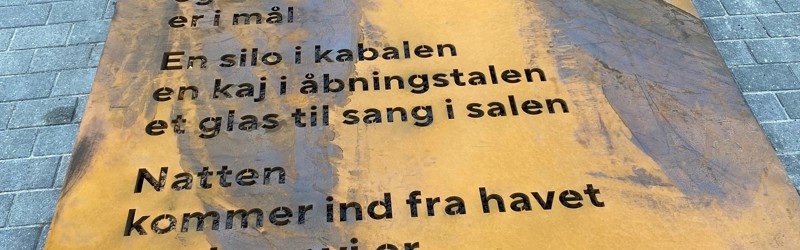 er i mål
En silo i kabalen
en kaj i åbningstalen
et glas til sang i salen
Natten
kommer ind fra havet